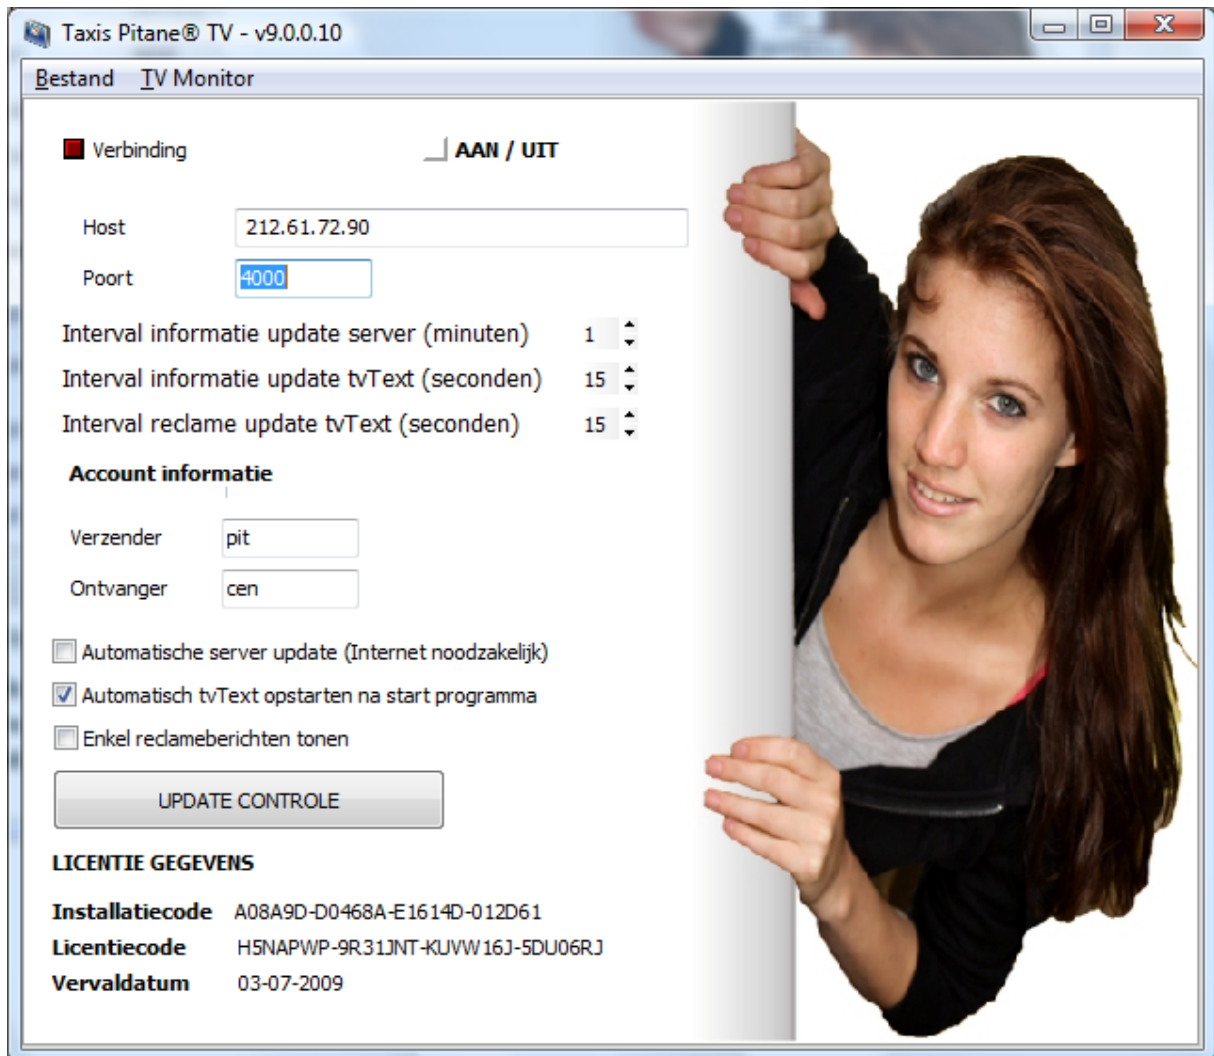 Taxis Pitane® TV - v9.0.0.10
Bestand TV Monitor
Verbinding AAN / UIT
Host 212.61.72.90
Poort 4000
Interval informatie update server (minuten) 1
Interval informatie update tvText (seconden) 15
Interval reclame update tvText (seconden) 15
Account informatie
Verzender pit
Ontvanger cen
Automatische server update (Internet noodzakelijk)
Automatisch tvText opstarten na start programma
Enkel reclameberichten tonen
UPDATE CONTROLE
LICENTIE GEGEVENS
Installatiecode A08A9D-D0468A-E1614D-012D61
Licentiecode H5NAPWP-9R31JNT-KUVW16J-5DU06RJ
Vervaldatum 03-07-2009